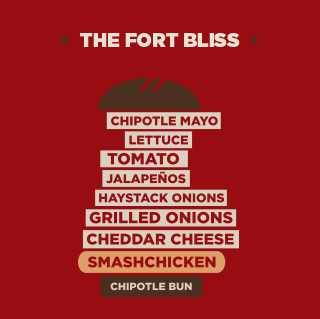 THE FORT BLISS
CHIPOTLE MAYO
LETTUCE
TOMATO
JALAPEÑOS
HAYSTACK ONIONS
GRILLED ONIONS
CHEDDAR CHEESE
SMASHCHICKEN
CHIPOTLE BUN